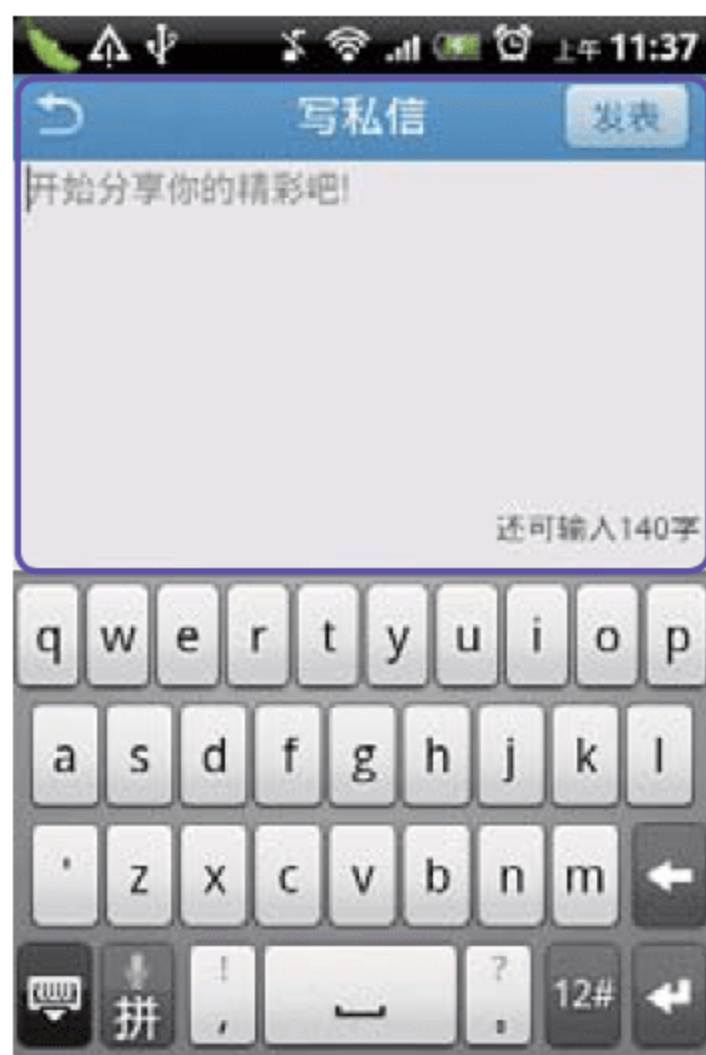 上午 11:37
写私信 发表
开始分享你的精彩吧!
还可输入140字
q w e r t y u i o p
a s d f g h j k l
' z x c v b n m
拼 ! , ? . 12#